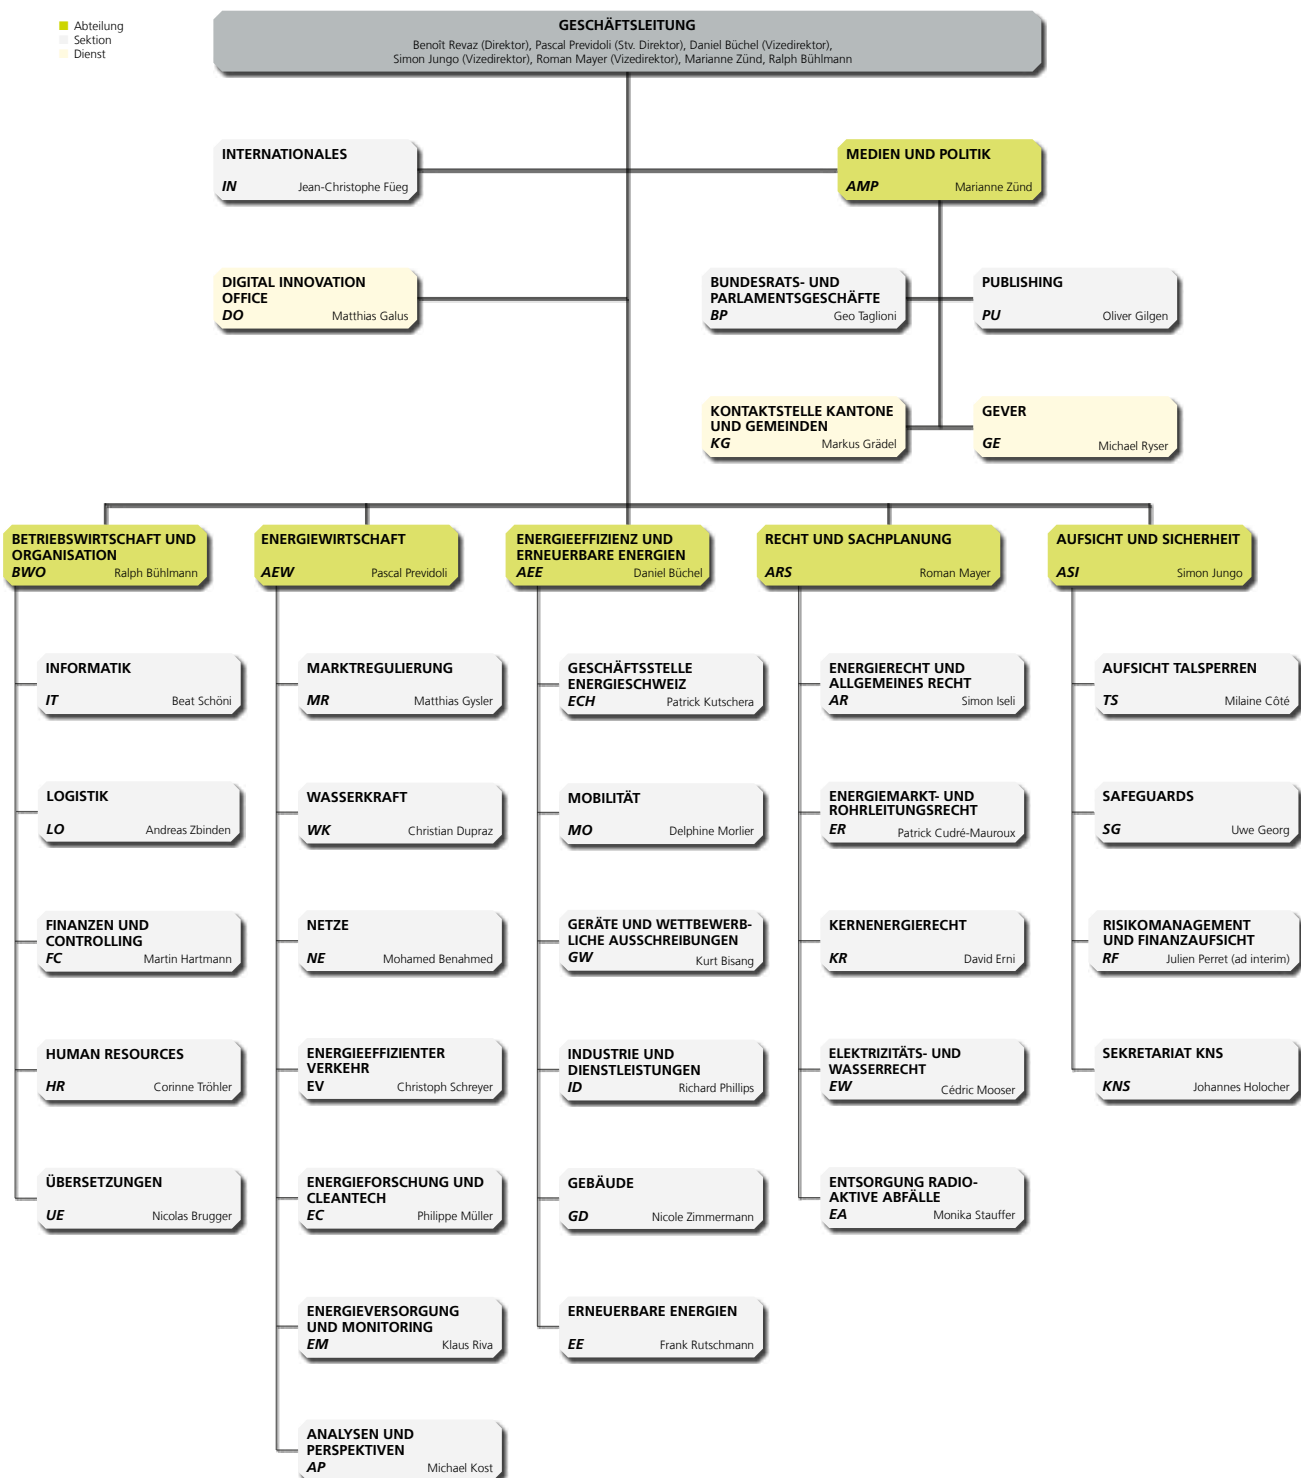 Abteilung
Sektion
Dienst
GESCHÄFTSLEITUNG
Benoît Revaz (Direktor), Pascal Previdoli (Stv. Direktor), Daniel Büchel (Vizedirektor),
Simon Jungo (Vizedirektor), Roman Mayer (Vizedirektor), Marianne Zünd, Ralph Bühlmann
INTERNATIONALES
IN Jean-Christophe Füeg
MEDIEN UND POLITIK
AMP Marianne Zünd
DIGITAL INNOVATION
OFFICE
DO Matthias Galus
BUNDESRATS- UND
PARLAMENTSGESCHÄFTE
BP Geo Taglioni
PUBLISHING
PU Oliver Gilgen
KONTAKTSTELLE KANTONE
UND GEMEINDEN
KG Markus Grädel
GEVER
GE Michael Ryser
BETRIEBSWIRTSCHAFT UND
ORGANISATION
BWO Ralph Bühlmann
INFORMATIK
IT Beat Schöni
LOGISTIK
LO Andreas Zbinden
FINANZEN UND
CONTROLLING
FC Martin Hartmann
HUMAN RESOURCES
HR Corinne Tröhler
ÜBERSETZUNGEN
UE Nicolas Brugger
ENERGIEWIRTSCHAFT
AEW Pascal Previdoli
MARKTREGULIERUNG
MR Matthias Gysler
WASSERKRAFT
WK Christian Dupraz
NETZE
NE Mohamed Benahmed
ENERGIEEFFIZIENTER
VERKEHR
EV Christoph Schreyer
ENERGIEFORSCHUNG UND
CLEANTECH
EC Philippe Müller
ENERGIEVERSORGUNG
UND MONITORING
EM Klaus Riva
ANALYSEN UND
PERSPEKTIVEN
AP Michael Kost
ENERGIEEFFIZIENZ UND
ERNEUERBARE ENERGIEN
AEE Daniel Büchel
GESCHÄFTSSTELLE
ENERGIESCHWEIZ
ECH Patrick Kutschera
MOBILITÄT
MO Delphine Morlier
GERÄTE UND WETTBEWERB-
LICHE AUSSCHREIBUNGEN
GW Kurt Bisang
INDUSTRIE UND
DIENSTLEISTUNGEN
ID Richard Phillips
GEBÄUDE
GD Nicole Zimmermann
ERNEUERBARE ENERGIEN
EE Frank Rutschmann
RECHT UND SACHPLANUNG
ARS Roman Mayer
ENERGIERECHT UND
ALLGEMEINES RECHT
AR Simon Iseli
ENERGIEMARKT- UND
ROHRLEITUNGSRECHT
ER Patrick Cudré-Mauroux
KERNENERGIERECHT
KR David Erni
ELEKTRIZITÄTS- UND
WASSERRECHT
EW Cédric Mooser
ENTSORGUNG RADIO-
AKTIVE ABFÄLLE
EA Monika Stauffer
AUFSICHT UND SICHERHEIT
ASI Simon Jungo
AUFSICHT TALSPERREN
TS Milaine Côté
SAFEGUARDS
SG Uwe Georg
RISIKOMANAGEMENT
UND FINANZAUFSICHT
RF Julien Perret (ad interim)
SEKRETARIAT KNS
KNS Johannes Holocher